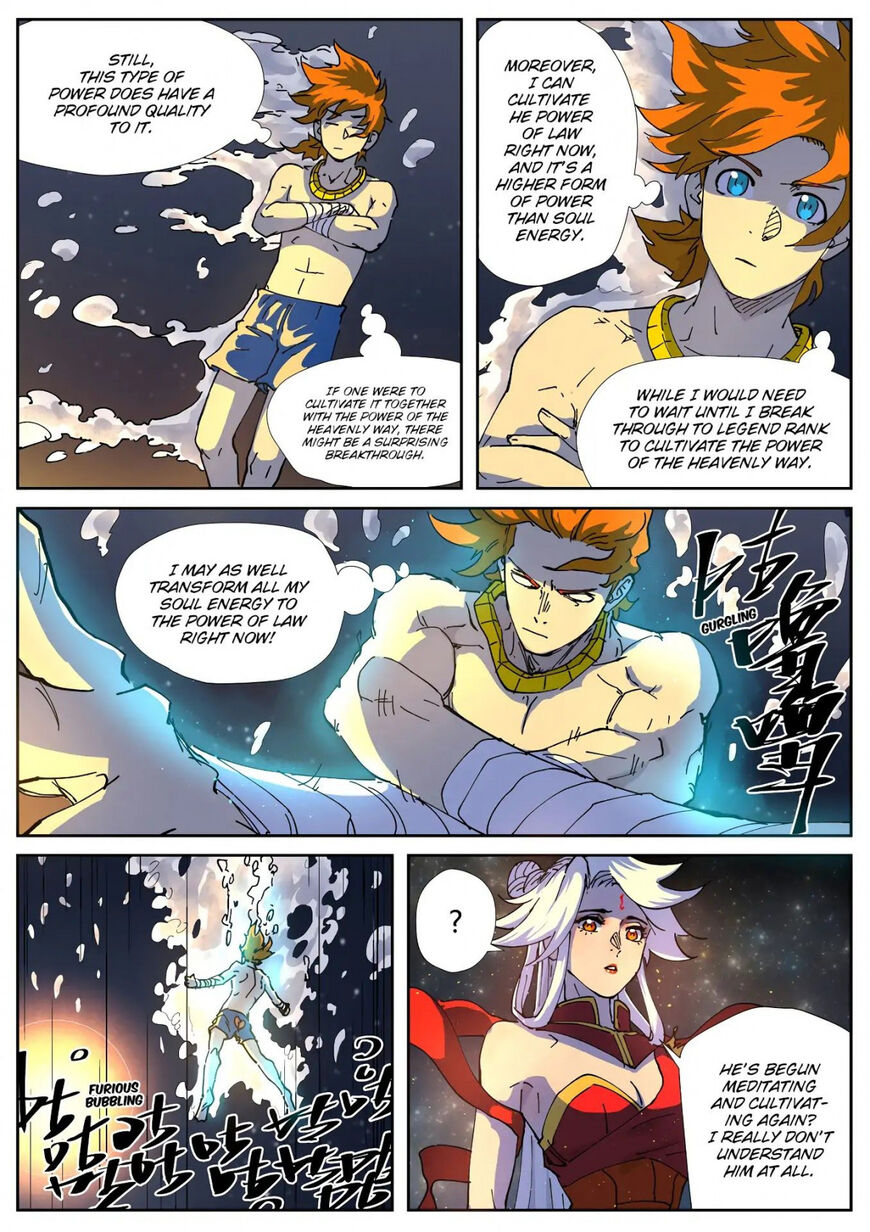 STILL,
THIS TYPE OF
POWER DOES HAVE A
PROFOUND QUALITY
TO IT.
IF ONE WERE TO
CULTIVATE IT TOGETHER
WITH THE POWER OF THE
HEAVENLY WAY, THERE
MIGHT BE A SURPRISING
BREAKTHROUGH.
MOREOVER,
I CAN
CULTIVATE
HE POWER
OF LAW
RIGHT NOW,
AND IT'S A
HIGHER FORM
OF POWER
THAN SOUL
ENERGY.
WHILE I WOULD NEED
TO WAIT UNTIL I BREAK
THROUGH TO LEGEND RANK
TO CULTIVATE THE POWER
OF THE HEAVENLY WAY.
I MAY AS WELL
TRANSFORM ALL MY
SOUL ENERGY TO
THE POWER OF LAW
RIGHT NOW!
GURGLING
FURIOUS
BUBBLING
?
HE'S BEGUN
MEDITATING
AND CULTIVAT-
ING AGAIN?
I REALLY DON'T
UNDERSTAND
HIM AT ALL.